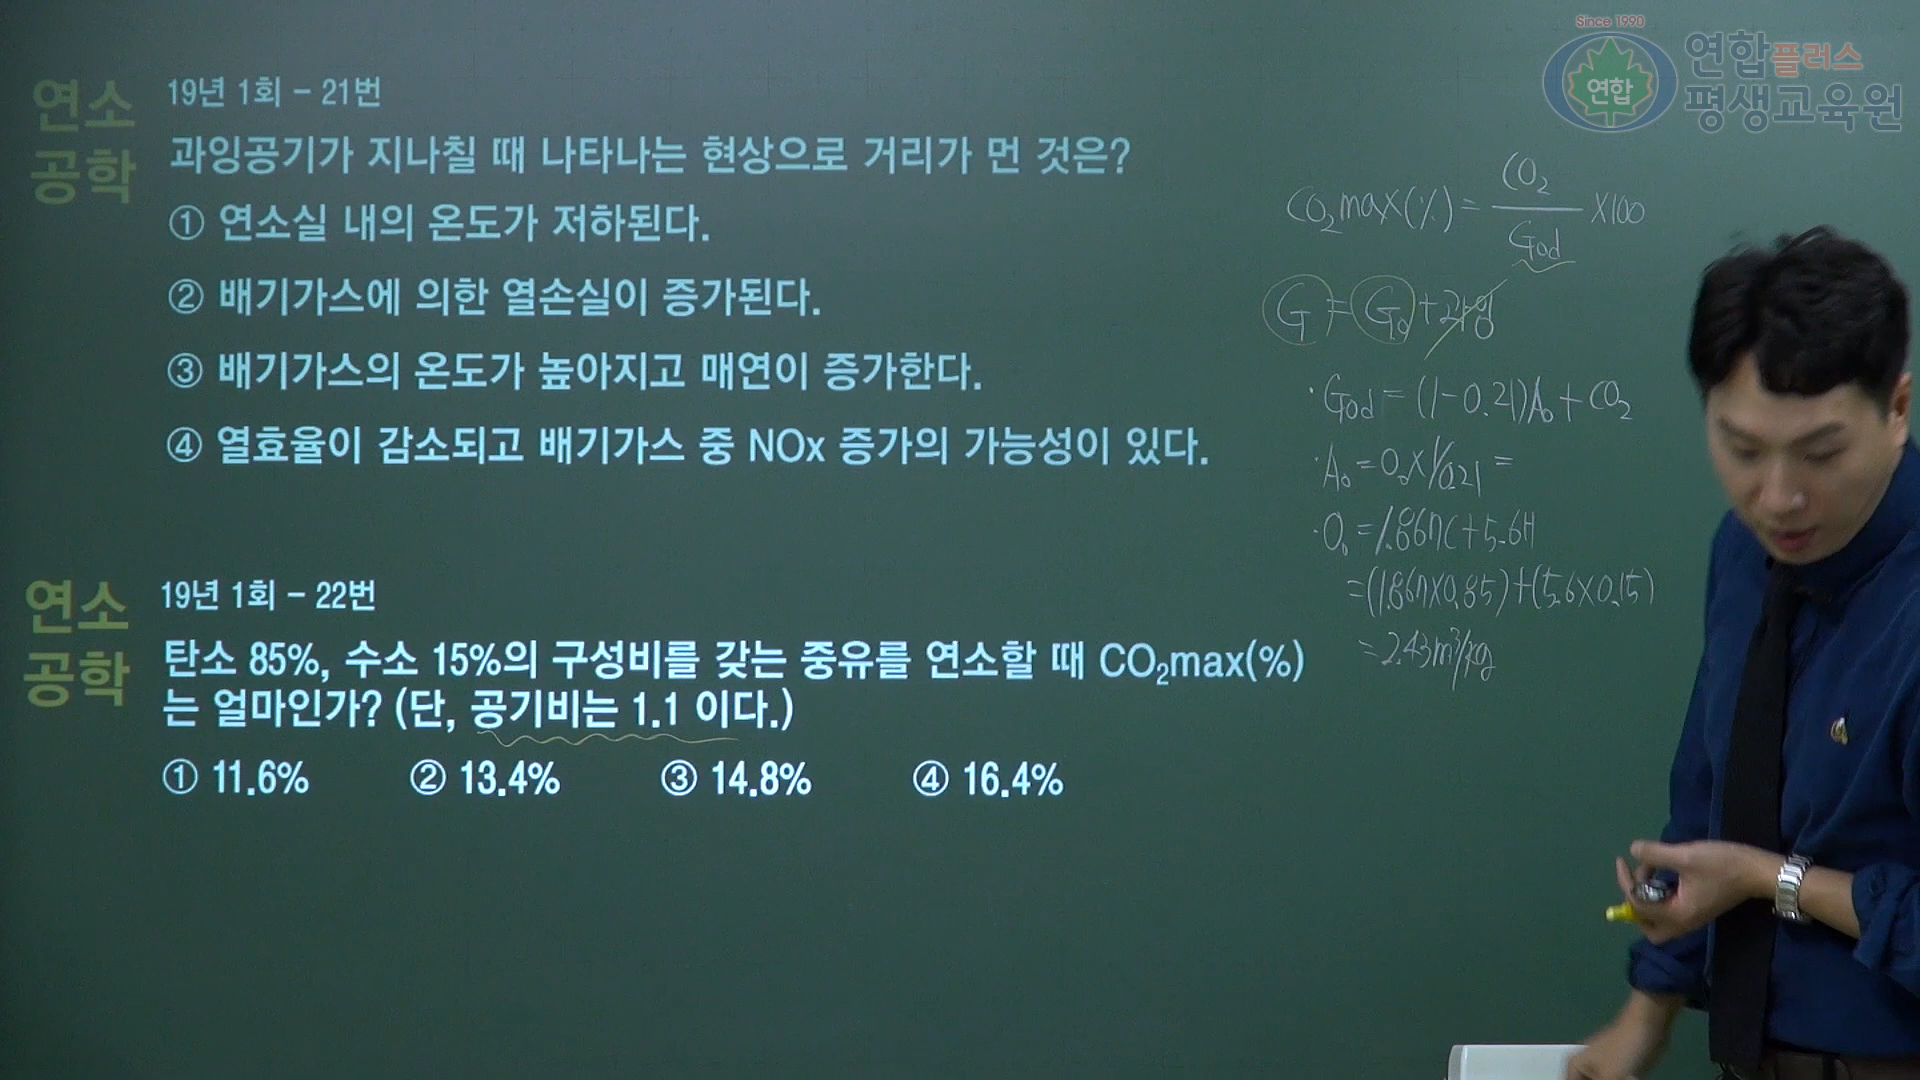 Since 1990
연합
연합플러스
평생교육원
연소
공학
19년 1회 – 21번
과잉공기가 지나칠 때 나타나는 현상으로 거리가 먼 것은?
① 연소실 내의 온도가 저하된다.
② 배기가스에 의한 열손실이 증가된다.
③ 배기가스의 온도가 높아지고 매연이 증가한다.
④ 열효율이 감소되고 배기가스 중 NOx 증가의 가능성이 있다.
연소
공학
19년 1회 – 22번
탄소 85%, 수소 15%의 구성비를 갖는 중유를 연소할 때 CO₂max(%)
는 얼마인가? (단, 공기비는 1.1 이다.)
① 11.6% ② 13.4% ③ 14.8% ④ 16.4%
CO₂max(%) = CO₂ / God ×100
G = God +
· God = (1-0.21)A₀ + CO₂
· A₀ = O₀×1/0.21 =
· O₀ = 1.867C + 5.6H
= (1.867×0.85) + (5.6×0.15)
= 2.43m³/kg